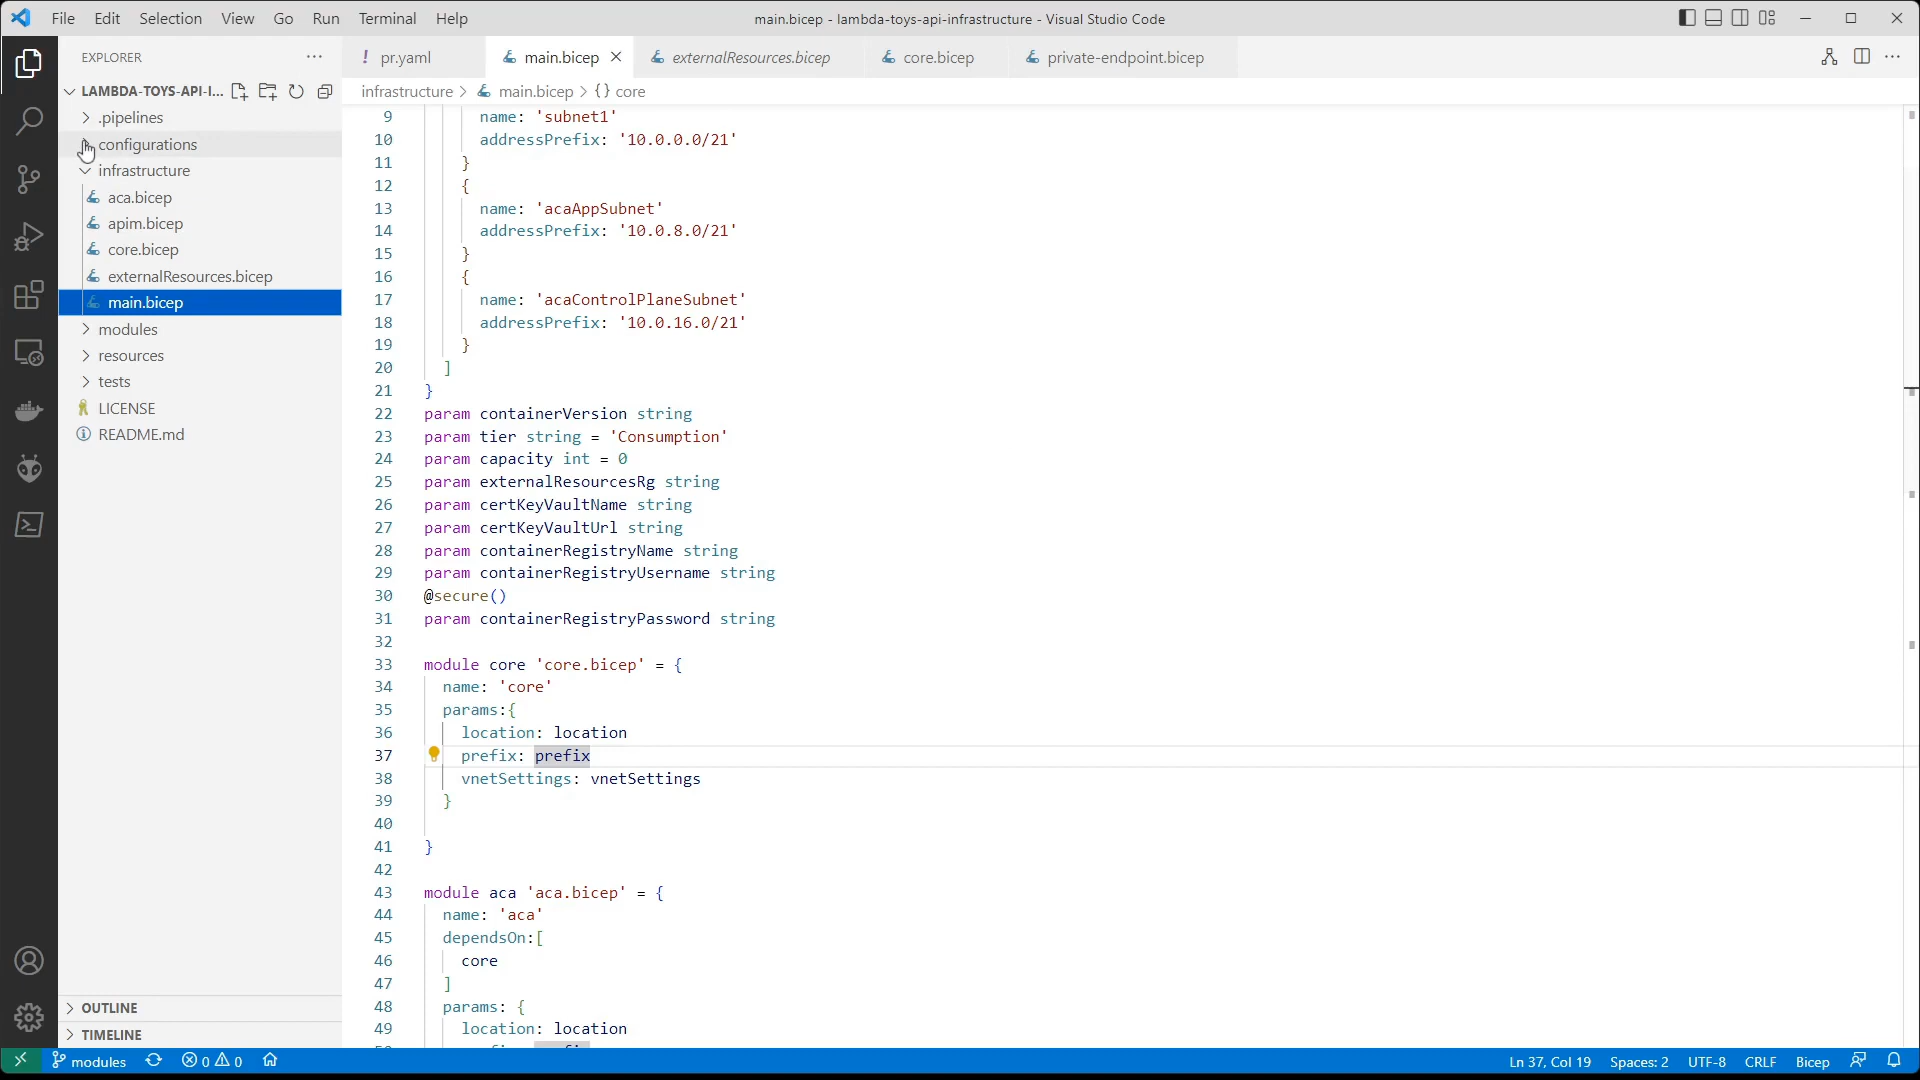 File Edit Selection View Go Run Terminal Help
main.bicep - lambda-toys-api-infrastructure - Visual Studio Code
EXPLORER
LAMBDA-TOYS-API-I...
.pipelines
configurations
infrastructure
aca.bicep
apim.bicep
core.bicep
externalResources.bicep
main.bicep
modules
resources
tests
LICENSE
README.md
OUTLINE
TIMELINE
pr.yaml main.bicep externalResources.bicep core.bicep private-endpoint.bicep
infrastructure > main.bicep > {} core
9 name: 'subnet1'
10 addressPrefix: '10.0.0.0/21'
11 }
12 {
13 name: 'acaAppSubnet'
14 addressPrefix: '10.0.8.0/21'
15 }
16 {
17 name: 'acaControlPlaneSubnet'
18 addressPrefix: '10.0.16.0/21'
19 }
20 ]
21 }
22 param containerVersion string
23 param tier string = 'Consumption'
24 param capacity int = 0
25 param externalResourcesRg string
26 param certKeyVaultName string
27 param certKeyVaultUrl string
28 param containerRegistryName string
29 param containerRegistryUsername string
30 @secure()
31 param containerRegistryPassword string
32
33 module core 'core.bicep' = {
34 name: 'core'
35 params:{
36 location: location
37 prefix: prefix
38 vnetSettings: vnetSettings
39 }
40
41 }
42
43 module aca 'aca.bicep' = {
44 name: 'aca'
45 dependsOn:[
46 core
47 ]
48 params: {
49 location: location
modules 0 0 Ln 37, Col 19 Spaces: 2 UTF-8 CRLF Bicep